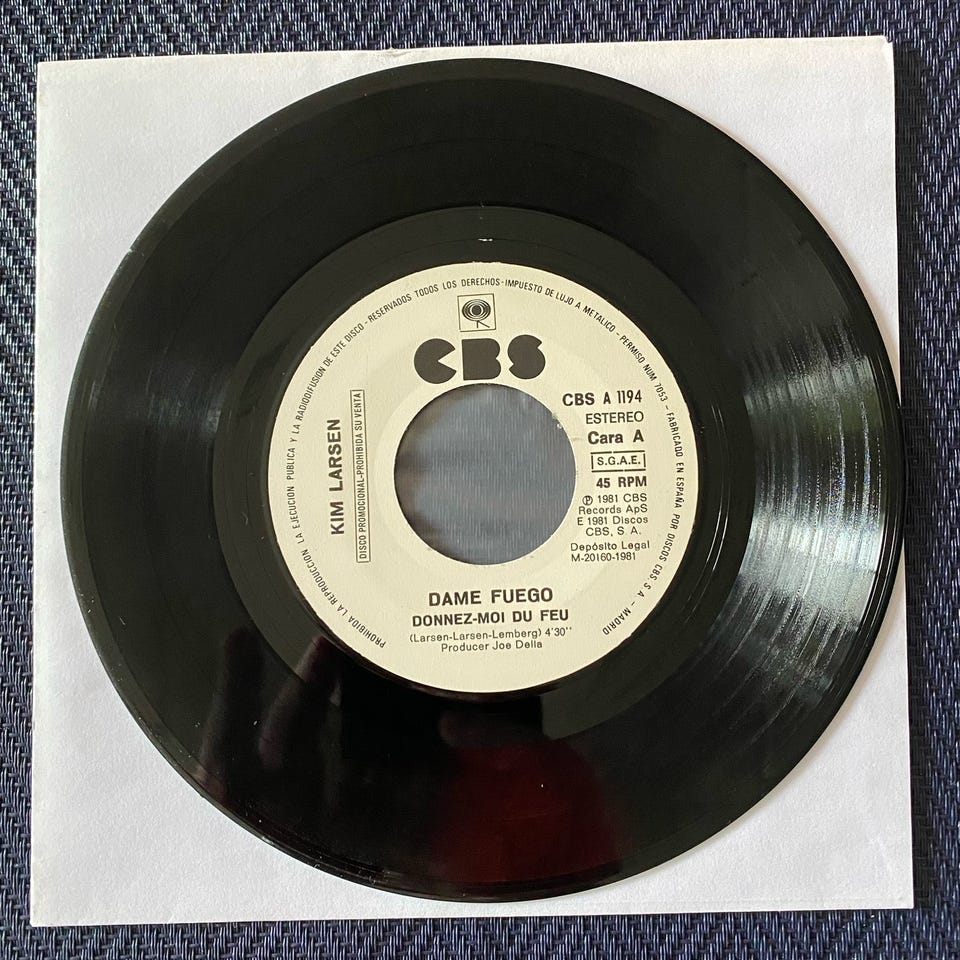 PROHIBIDA LA REPRODUCCION, LA EJECUCION PUBLICA Y LA RADIODIFUSION DE ESTE DISCO - RESERVADOS TODOS LOS DERECHOS - IMPUESTO DE LUJO A METALICO - PERMISO NUM 7053 - FABRICADO EN ESPAÑA POR DISCOS CBS. S.A. - MADRID
CBS
KIM LARSEN
DISCO PROMOCIONAL-PROHIBIDA SU VENTA
CBS A 1194
ESTEREO
Cara A
S.G.A.E.
45 RPM
Ⓟ 1981 CBS
Records ApS
E 1981 Discos
CBS, S. A.
Depósito Legal
M-20160-1981
DAME FUEGO
DONNEZ-MOI DU FEU
(Larsen-Larsen-Lemberg) 4'30''
Producer Joe Delia